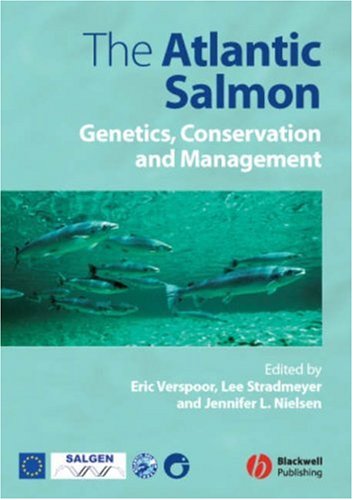 The Atlantic
Salmon
Genetics, Conservation
and Management
Edited by
Eric Verspoor, Lee Stradmeyer
and Jennifer L. Nielsen
SALGEN
Blackwell
Publishing